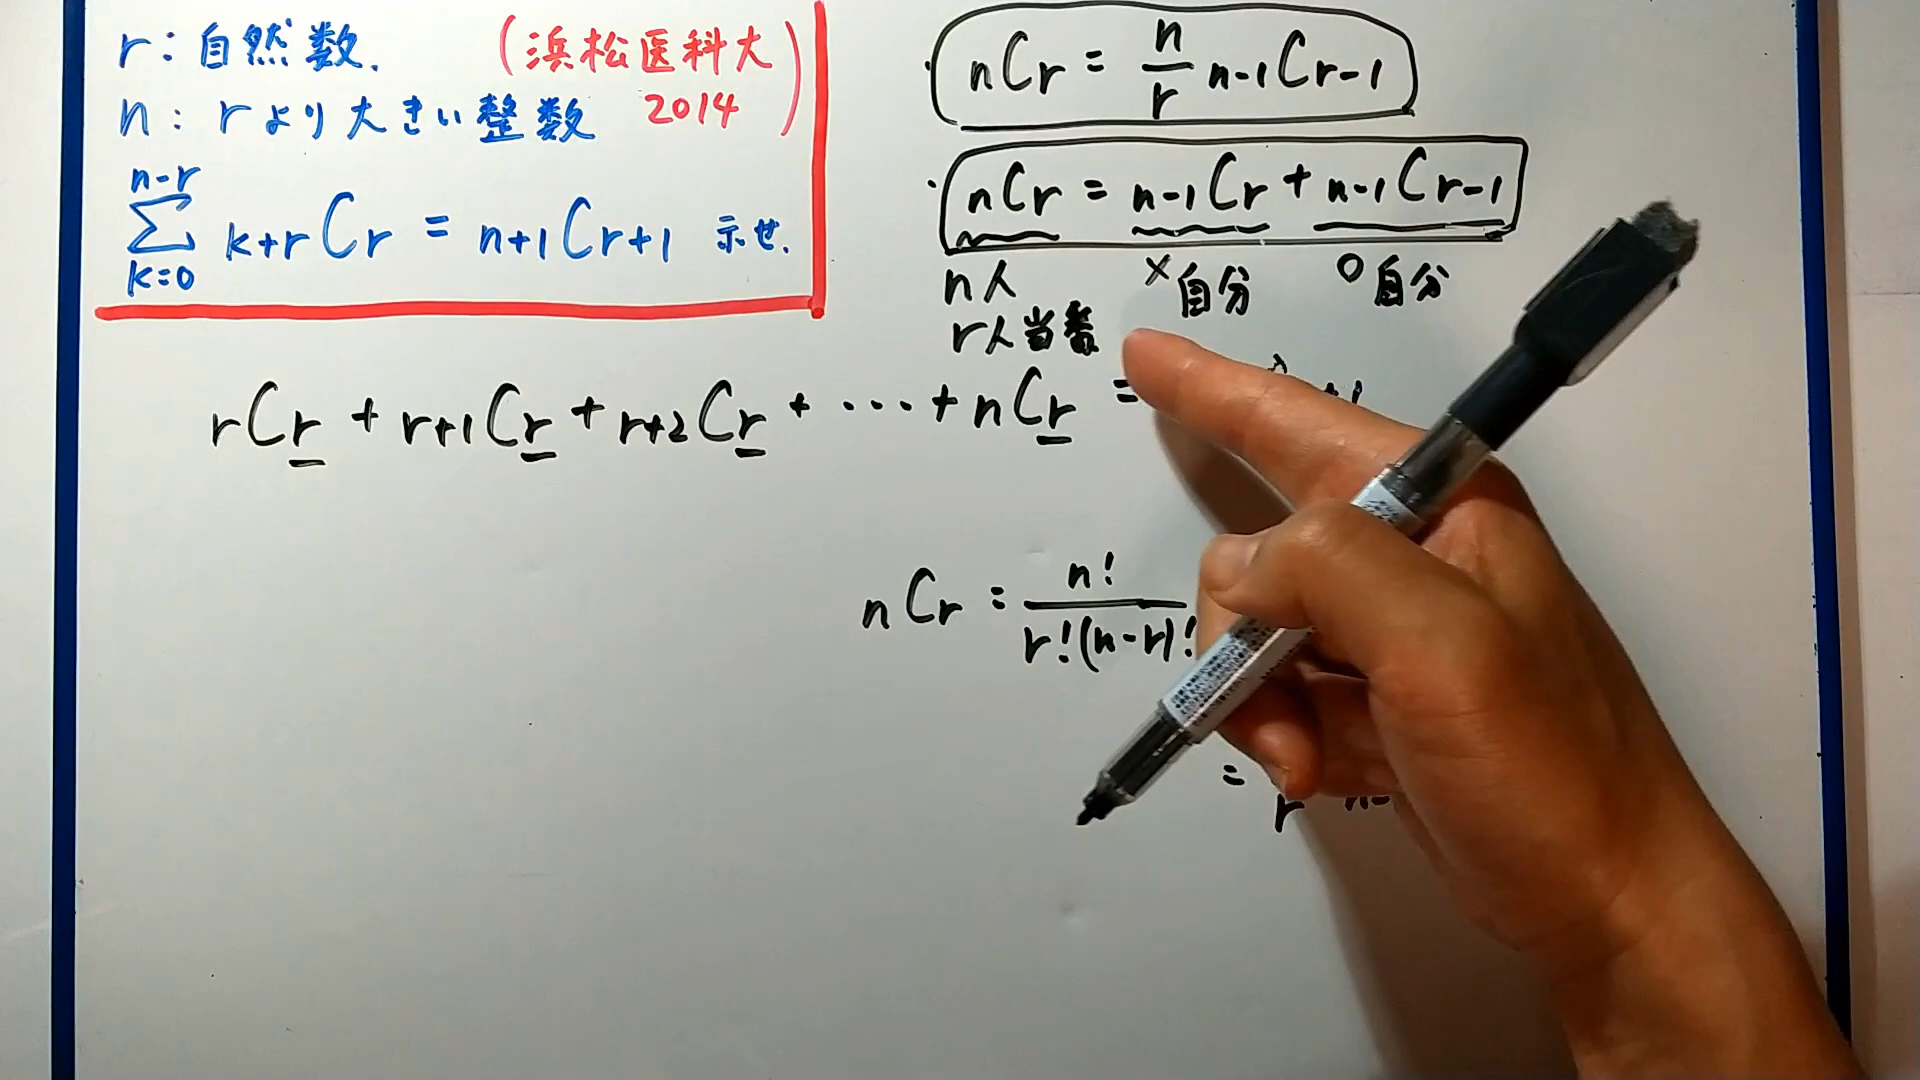 r：自然数. (浜松医科大 2014)
n：rより大きい整数
n-r
Σ k+rCr = n+1Cr+1 示せ.
k=0
・nCr = n/r n-1Cr-1
・nCr = n-1Cr + n-1Cr-1
n人 ×自分 ○自分
r人当番
rCr + r+1Cr + r+2Cr + ··· + nCr =
nCr = n!/r!(n-r)!
=
r